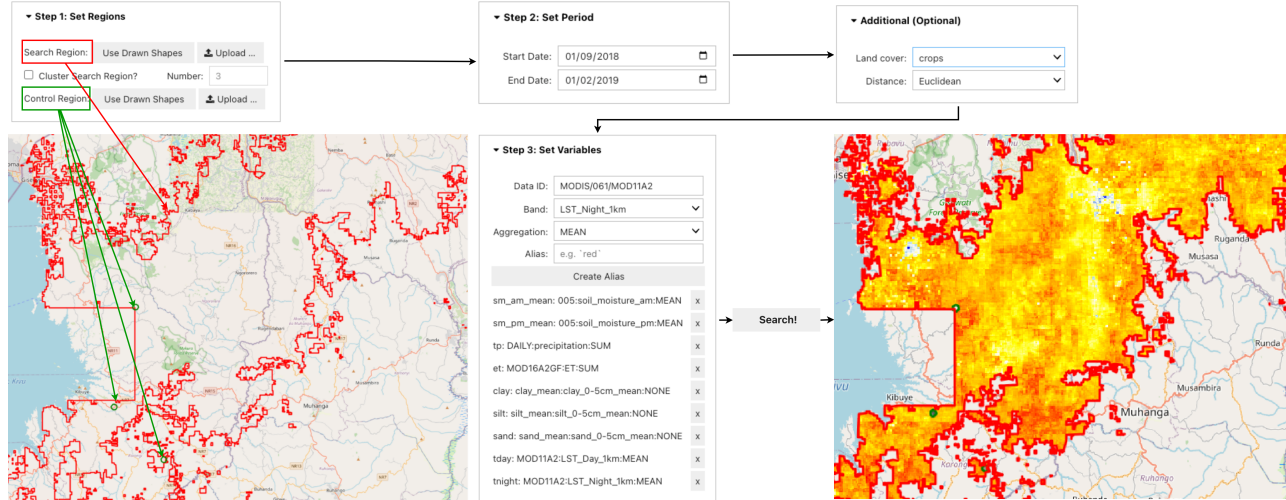 ▾ Step 1: Set Regions
Search Region: Use Drawn Shapes Upload ...
Cluster Search Region? Number: 3
Control Region: Use Drawn Shapes Upload ...
▾ Step 2: Set Period
Start Date: 01/09/2018
End Date: 01/02/2019
▾ Additional (Optional)
Land cover: crops
Distance: Euclidean
▾ Step 3: Set Variables
Data ID: MODIS/061/MOD11A2
Band: LST_Night_1km
Aggregation: MEAN
Alias: e.g. `red`
Create Alias
sm_am_mean: 005:soil_moisture_am:MEAN x
sm_pm_mean: 005:soil_moisture_pm:MEAN x
tp: DAILY:precipitation:SUM x
et: MOD16A2GF:ET:SUM x
clay: clay_mean:clay_0-5cm_mean:NONE x
silt: silt_mean:silt_0-5cm_mean:NONE x
sand: sand_mean:sand_0-5cm_mean:NONE x
tday: MOD11A2:LST_Day_1km:MEAN x
tnight: MOD11A2:LST_Night_1km:MEAN x
Search!
Musasa
Kibuye
Muhanga
Ruganda
Musasa
Runda
Kibuye
Musambira
Muhanga
Ruhango